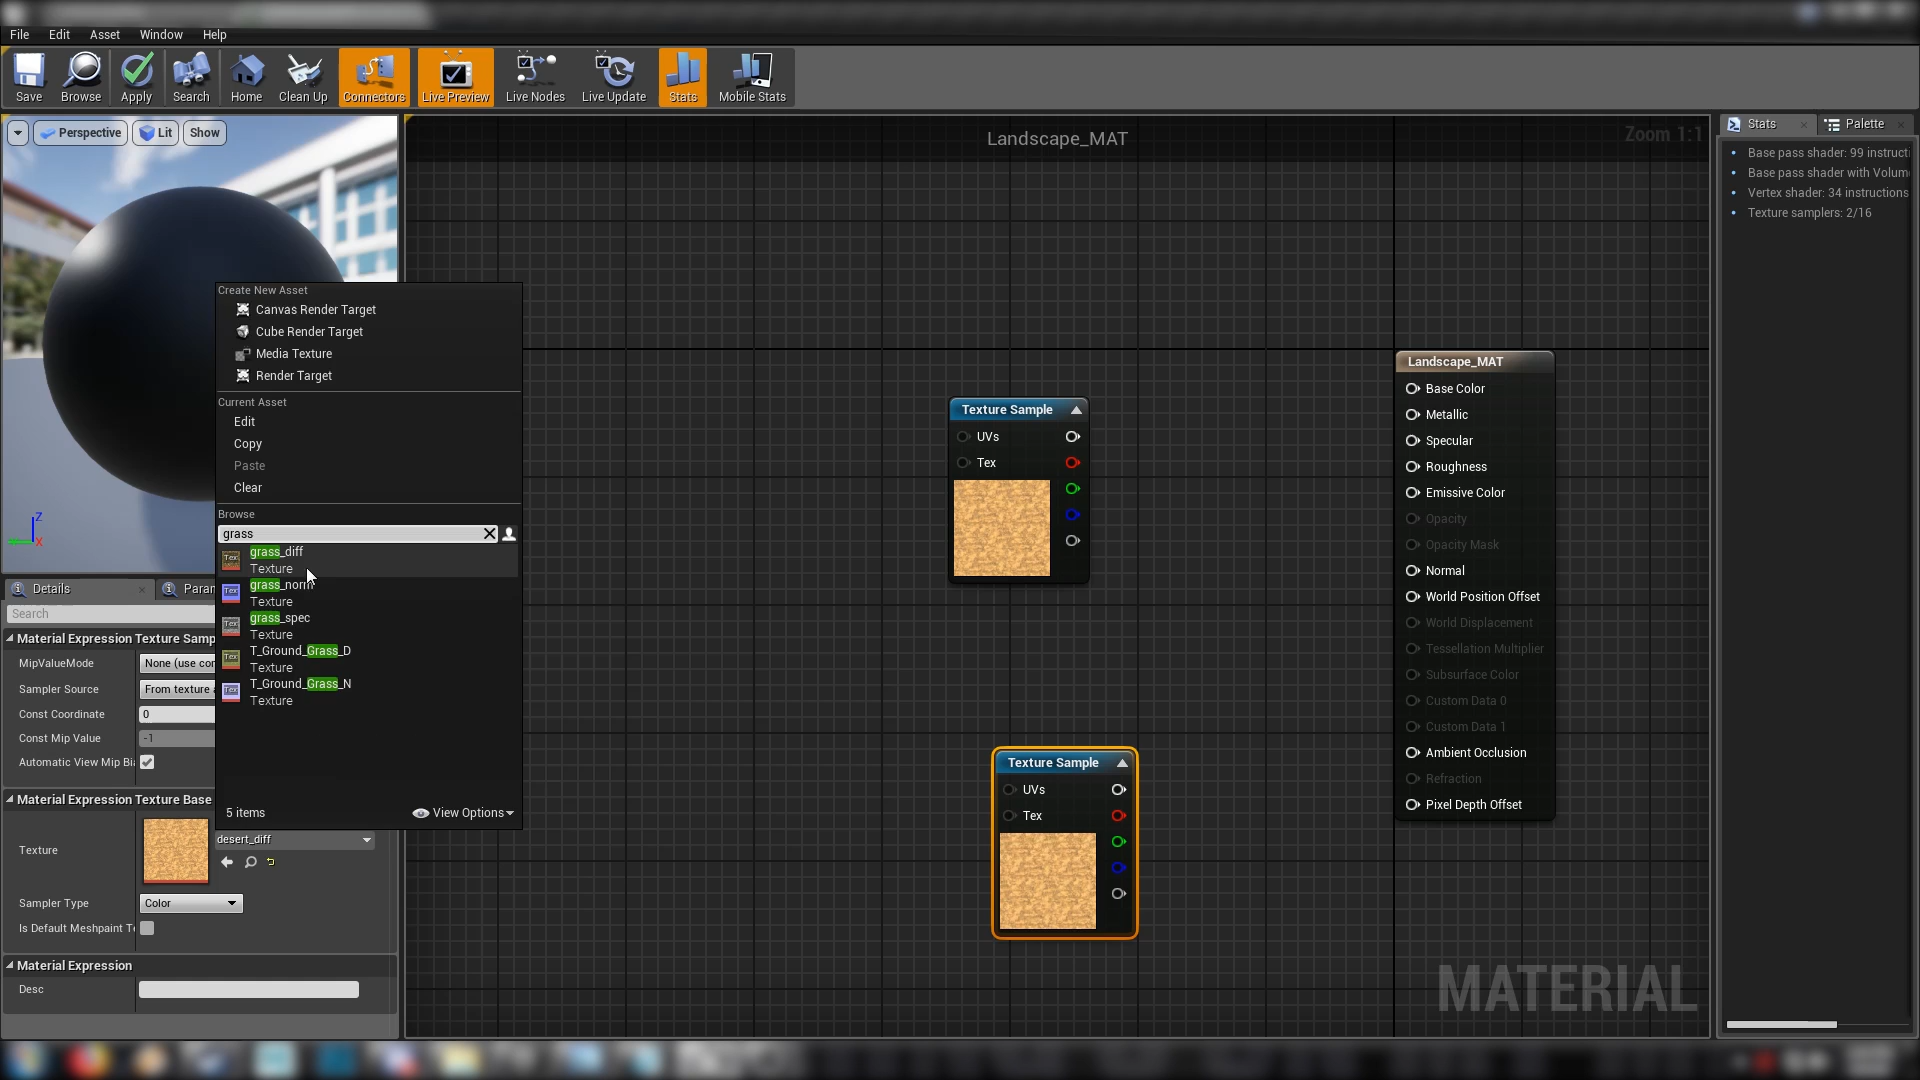 File Edit Asset Window Help
Save Browse Apply Search Home Clean Up Connectors Live Preview Live Nodes Live Update Stats Mobile Stats
Perspective Lit Show
Landscape_MAT
Zoom 1:1
Stats Palette
Base pass shader: 99 instructi
Base pass shader with Volum
Vertex shader: 34 instructions
Texture samplers: 2/16
Create New Asset
Canvas Render Target
Cube Render Target
Media Texture
Render Target
Current Asset
Edit
Copy
Paste
Clear
Browse
grass
Tex grass_diff
Texture
Tex grass_norm
Texture
Tex grass_spec
Texture
Tex T_Ground_Grass_D
Texture
Tex T_Ground_Grass_N
Texture
5 items View Options
Z
X
Details Param
Search
Material Expression Texture Samp
MipValueMode None (use con
Sampler Source From texture a
Const Coordinate 0
Const Mip Value -1
Automatic View Mip Bi
Material Expression Texture Base
Texture desert_diff
Sampler Type Color
Is Default Meshpaint Te
Material Expression
Desc
Texture Sample
UVs
Tex
Texture Sample
UVs
Tex
Landscape_MAT
Base Color
Metallic
Specular
Roughness
Emissive Color
Opacity
Opacity Mask
Normal
World Position Offset
World Displacement
Tessellation Multiplier
Subsurface Color
Custom Data 0
Custom Data 1
Ambient Occlusion
Refraction
Pixel Depth Offset
MATERIAL